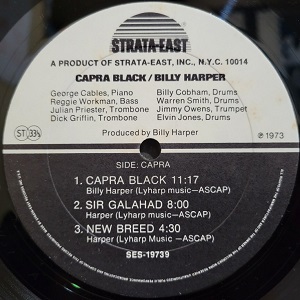 STRATA-EAST
A PRODUCT OF STRATA-EAST, INC., N.Y.C. 10014
CAPRA BLACK/BILLY HARPER
George Cables, Piano Billy Cobham, Drums
Reggie Workman, Bass Warren Smith, Drums
Julian Priester, Trombone Jimmy Owens, Trumpet
Dick Griffin, Trombone Elvin Jones, Drums
Produced by Billy Harper
ST 33⅓
℗ 1973
SIDE: CAPRA
1. CAPRA BLACK 11:17
Billy Harper (Lyharp music—ASCAP)
2. SIR GALAHAD 8:00
Harper (Lyharp music—ASCAP)
3. NEW BREED 4:30
Harper (Lyharp Music—ASCAP)
SES-19739